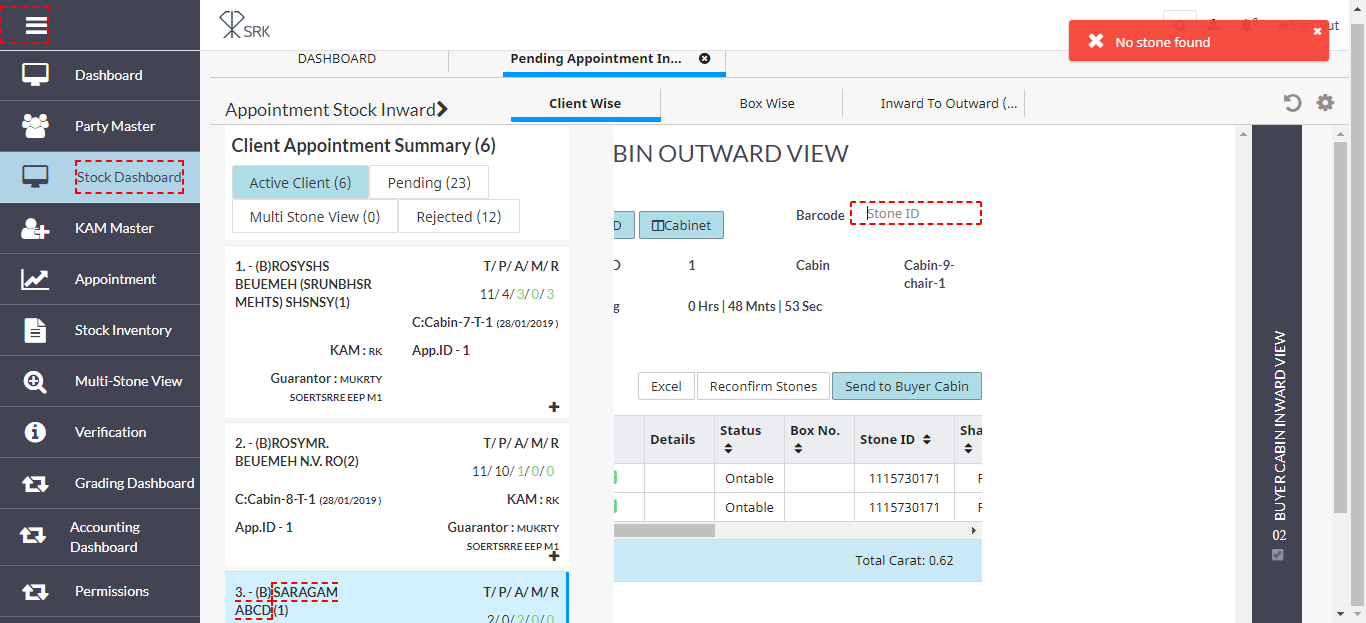 SRK
No stone found
Dashboard
Party Master
Stock Dashboard
KAM Master
Appointment
Stock Inventory
Multi-Stone View
Verification
Grading Dashboard
Accounting
Dashboard
Permissions
DASHBOARD
Pending Appointment In...
Appointment Stock Inward
Client Wise
Box Wise
Inward To Outward (...
Client Appointment Summary (6)
Active Client (6)
Pending (23)
Multi Stone View (0)
Rejected (12)
1. - (B)ROSYSHS
BEUEMEH (SRUNBHSR
MEHTS) SHSNSY(1)
T/ P/ A/ M/ R
11/ 4/ 3/ 0/ 3
C:Cabin-7-T-1 (28/01/2019 )
KAM : RK
App.ID - 1
Guarantor : MUKRTY
SOERTSRRE EEP M1
2. - (B)ROSYMR.
BEUEMEH N.V. RO(2)
T/ P/ A/ M/ R
11/ 10/ 1/ 0/ 0
C:Cabin-8-T-1 (28/01/2019 )
KAM : RK
App.ID - 1
Guarantor : MUKRTY
SOERTSRRE EEP M1
3. - (B)SARAGAM
ABCD(1)
T/ P/ A/ M/ R
2/ 0/ 2/ 0/ 0
BIN OUTWARD VIEW
Cabinet
Barcode
Stone ID
1
Cabin
Cabin-9-
chair-1
g
0 Hrs | 48 Mnts | 53 Sec
Excel
Reconfirm Stones
Send to Buyer Cabin
Details
Status
Box No.
Stone ID
Sha
Ontable
1115730171
Ontable
1115730171
Total Carat: 0.62
02 BUYER CABIN INWARD VIEW